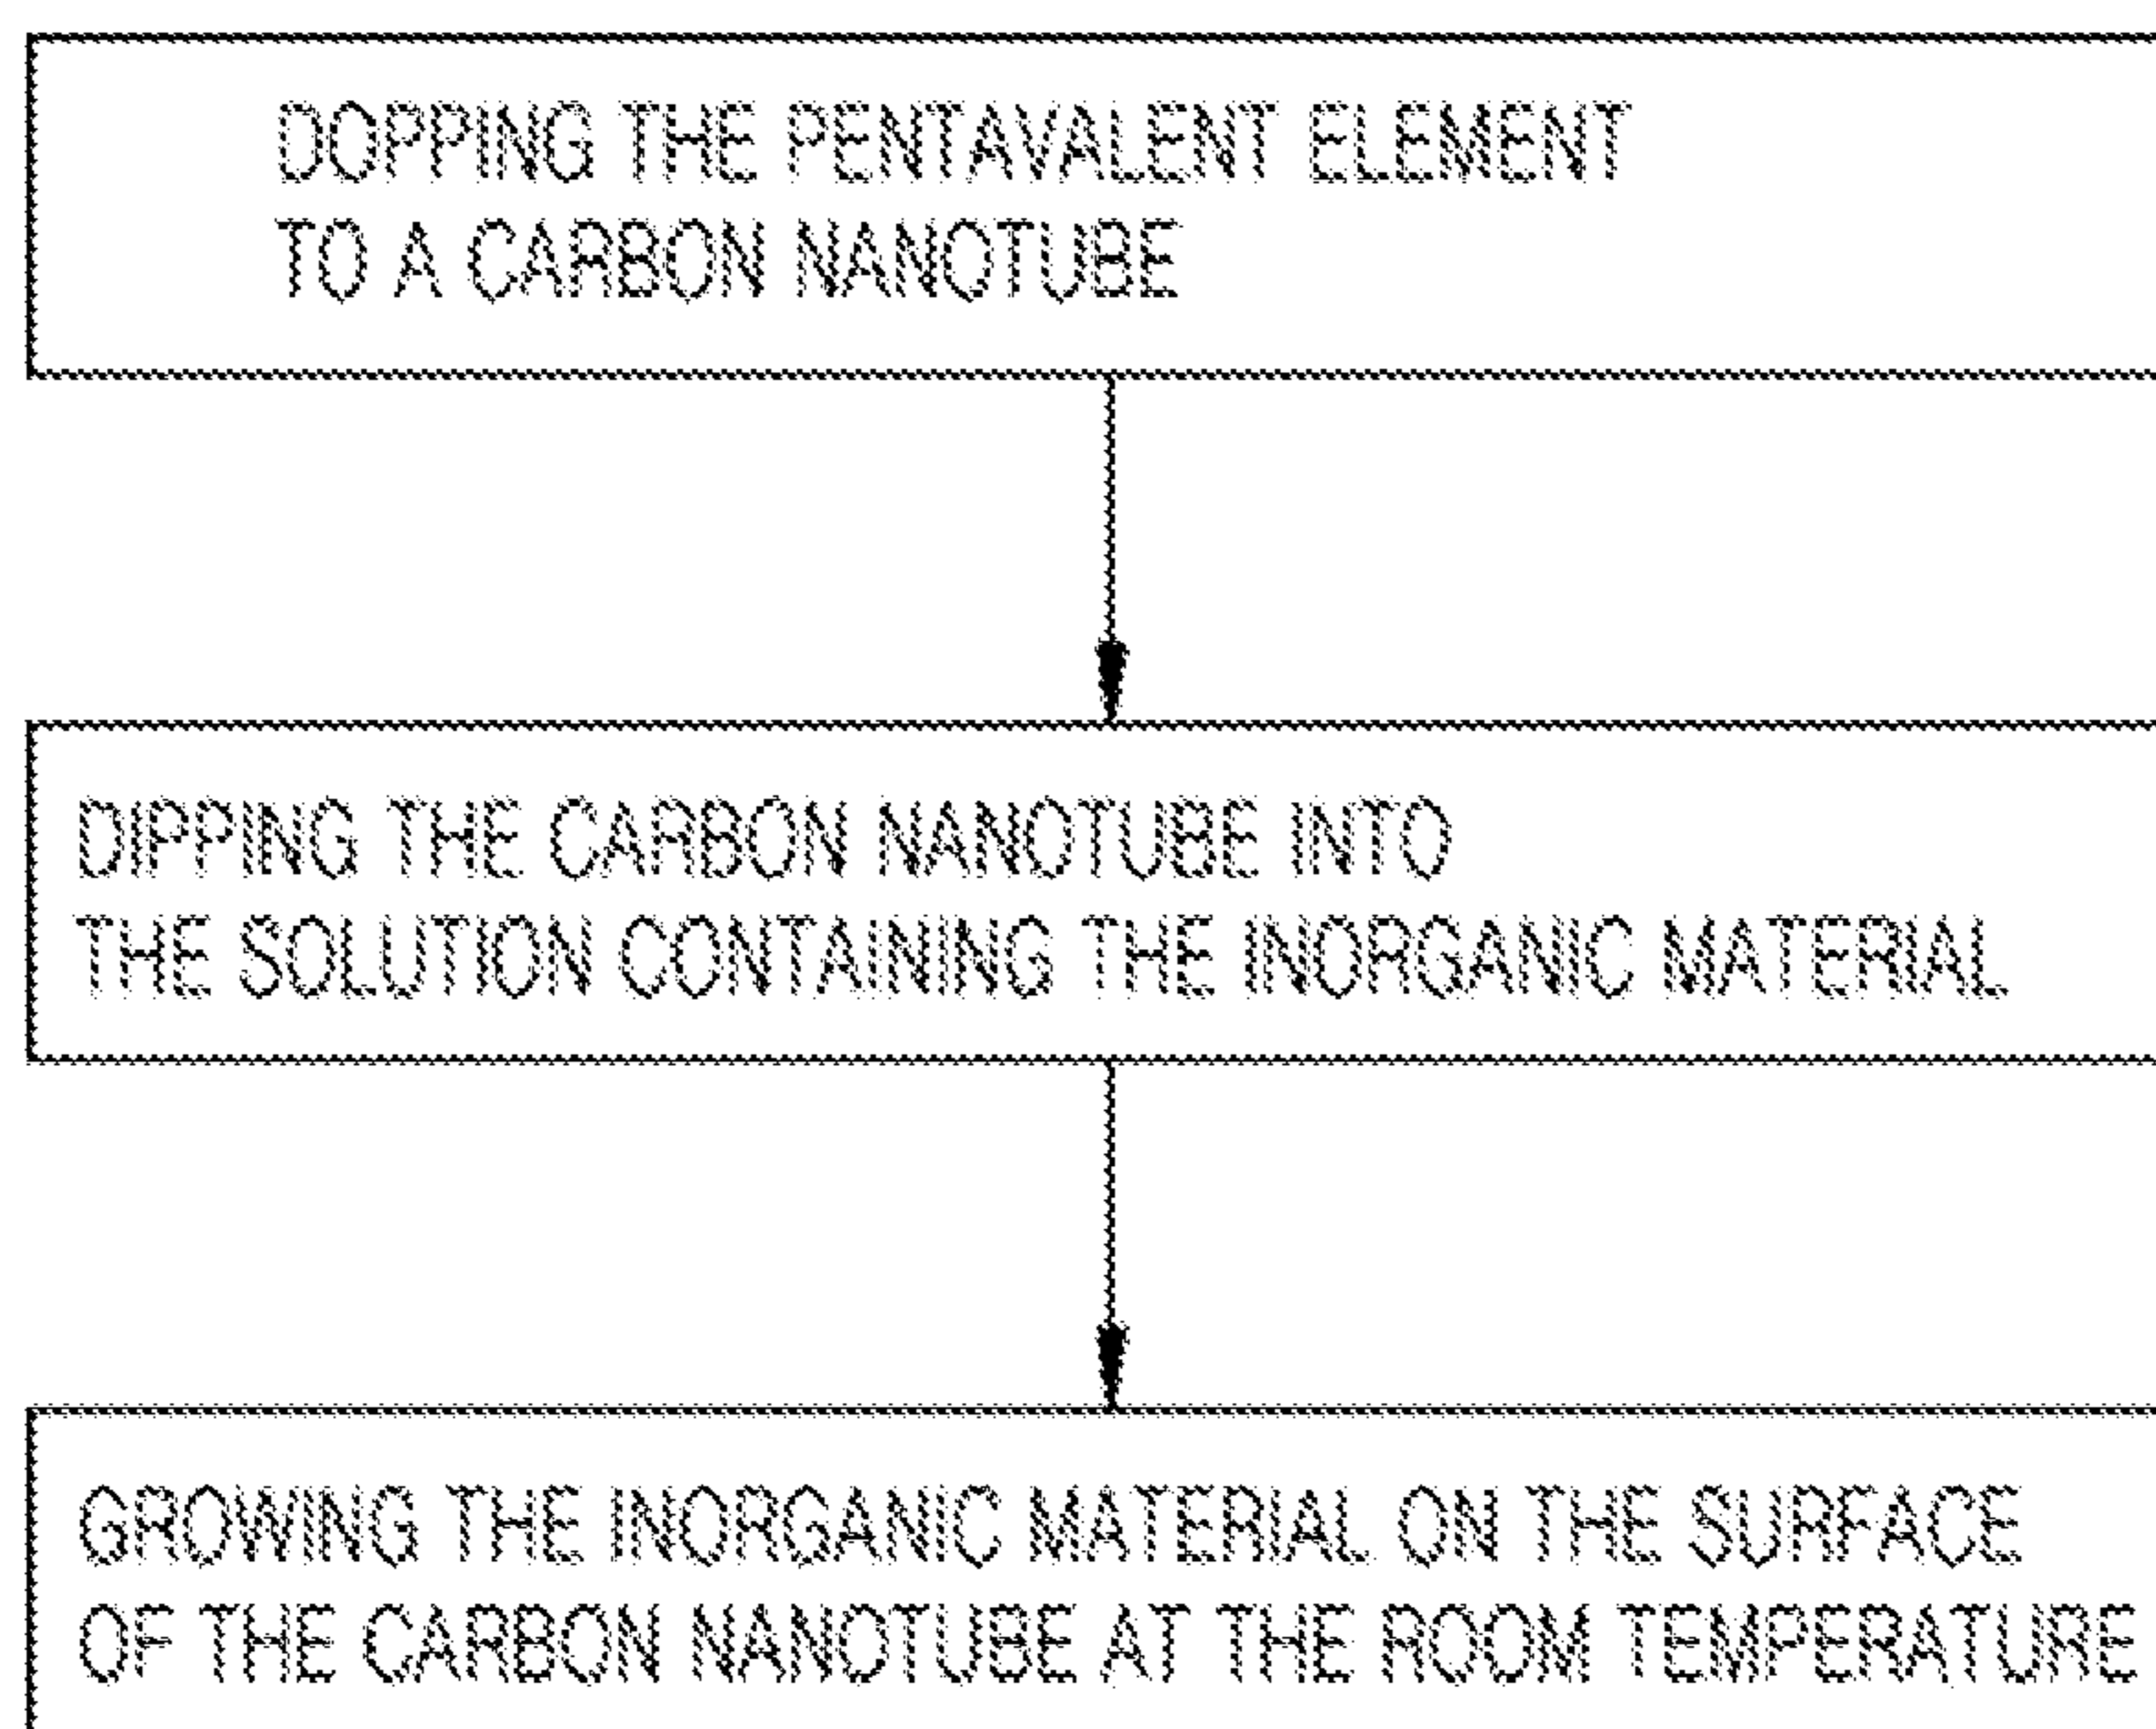 DOPPING THE PENTAVALENT ELEMENT
TO A CARBON NANOTUBE
DIPPING THE CARBON NANOTUBE INTO
THE SOLUTION CONTAINING THE INORGANIC MATERIAL
GROWING THE INORGANIC MATERIAL ON THE SURFACE
OF THE CARBON NANOTUBE AT THE ROOM TEMPERATURE